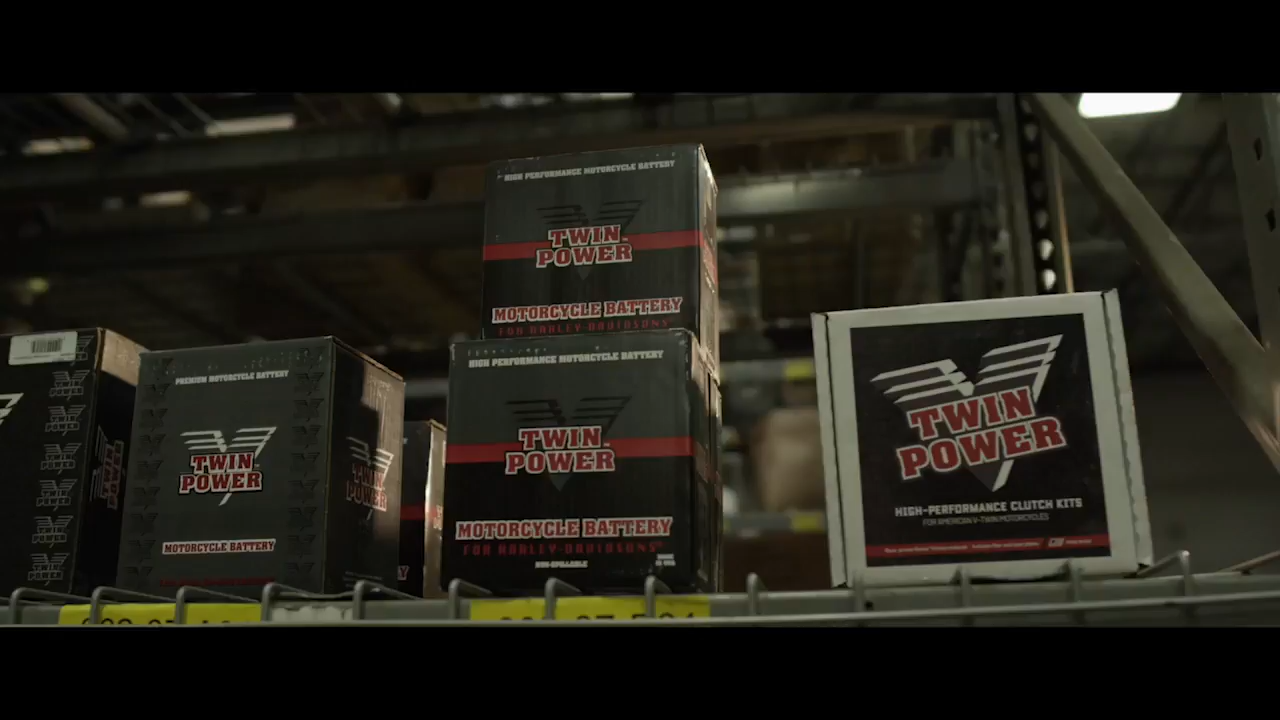 HIGH PERFORMANCE MOTORCYCLE BATTERY
TWIN
POWER
MOTORCYCLE BATTERY
FOR HARLEY-DAVIDSONS
PREMIUM MOTORCYCLE BATTERY
TWIN
POWER
MOTORCYCLE BATTERY
TWIN
POWER
HIGH PERFORMANCE MOTORCYCLE BATTERY
TWIN
POWER
MOTORCYCLE BATTERY
FOR HARLEY-DAVIDSONS
NON-SPILLABLE
TWIN
POWER
HIGH-PERFORMANCE CLUTCH KITS
FOR AMERICAN V-TWIN MOTORCYCLES